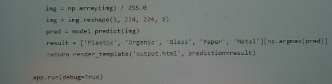 img = np.array(img) / 255.0
img = img.reshape(1, 224, 224, 3)
pred = model.predict(img)
result = ['Plastic', 'Organic', 'Glass', 'Paper', 'Metal'][np.argmax(pred)]
return render_template('output.html', prediction=result)
app.run(debug=True)